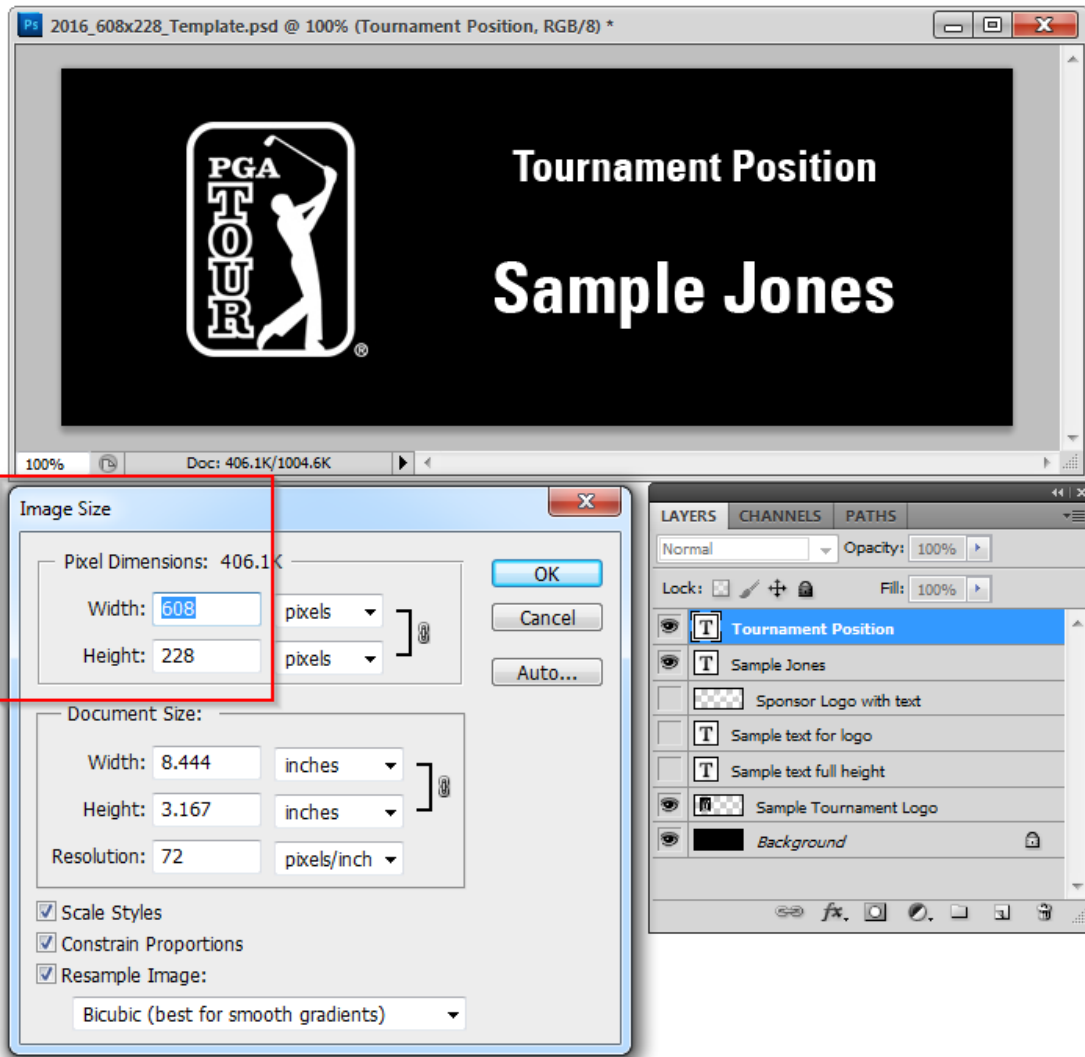 Ps 2016_608x228_Template.psd @ 100% (Tournament Position, RGB/8) *
PGA
TOUR
®
Tournament Position
Sample Jones
100% Doc: 406.1K/1004.6K
Image Size
Pixel Dimensions: 406.1K
Width: 608 pixels
Height: 228 pixels
OK
Cancel
Auto...
Document Size:
Width: 8.444 inches
Height: 3.167 inches
Resolution: 72 pixels/inch
Scale Styles
Constrain Proportions
Resample Image:
Bicubic (best for smooth gradients)
LAYERS CHANNELS PATHS
Normal Opacity: 100%
Lock: Fill: 100%
T Tournament Position
T Sample Jones
Sponsor Logo with text
T Sample text for logo
T Sample text full height
Sample Tournament Logo
Background
fx.